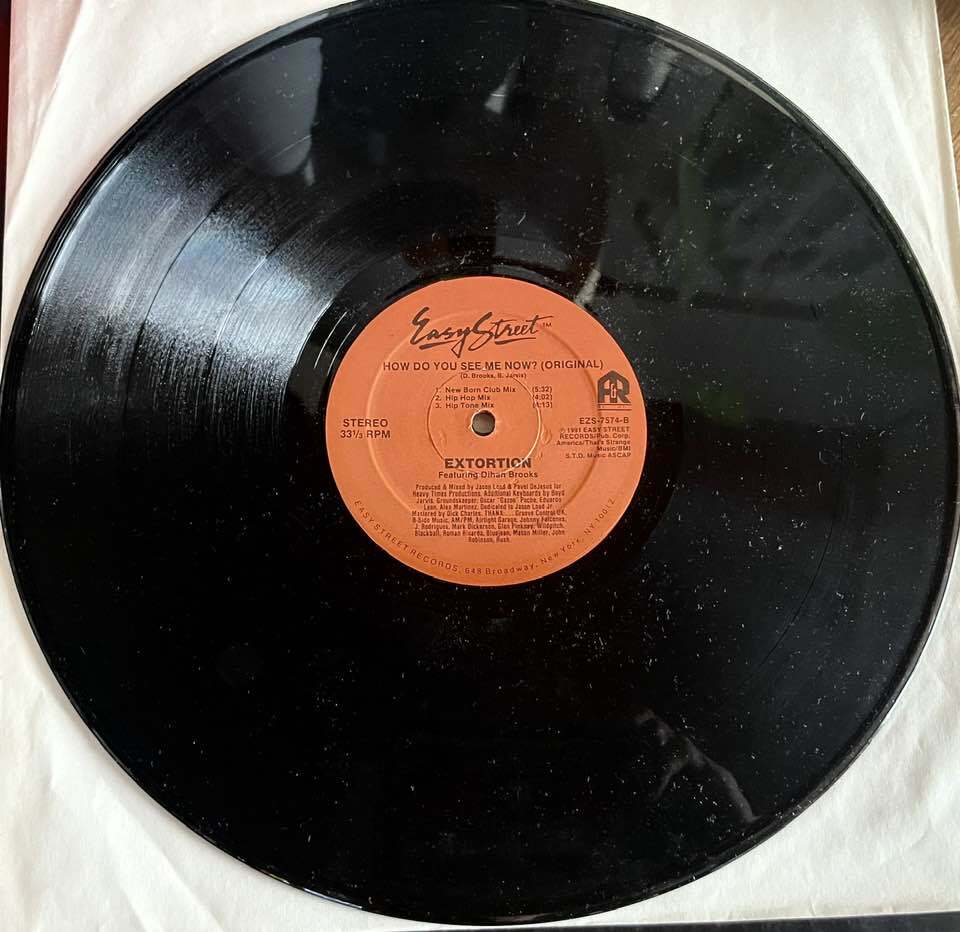 Easy Street™
HOW DO YOU SEE ME NOW? (ORIGINAL)
(D. Brooks, B. Jarvis)
1. New Born Club Mix (5:32)
2. Hip Hop Mix (4:02)
3. Hip Tone Mix (4:13)
STEREO
33⅓ RPM
EZS-7574-B
℗ 1991 EASY STREET
RECORDS/Pub. Corp.
America/That's Strange
Music/BMI
S.T.D. Music ASCAP
EXTORTION
Featuring Dihan Brooks
Produced & Mixed by Jason Load & Pavel DeJesus for
Heavy Times Productions. Additional Keyboards by Boyd
Jarvis, Groundskeeper: Oscar "Gazoo" Poche, Eduardo
Leon, Alex Martinez. Dedicated to Jason Load Jr.
Mastered by Dick Charles. THANX: Groove Control UK,
B-Side Music, AM/PM, Airtight Garage, Johnny Falcones,
J. Rodrigues, Mark Dickerson, Glen Pinkney, Wildpitch,
Blackball, Roman Ricardo, Bluejean, Mason Miller, John
Robinson, Rush.
EASY STREET RECORDS, 648 Broadway, New York, NY 10012